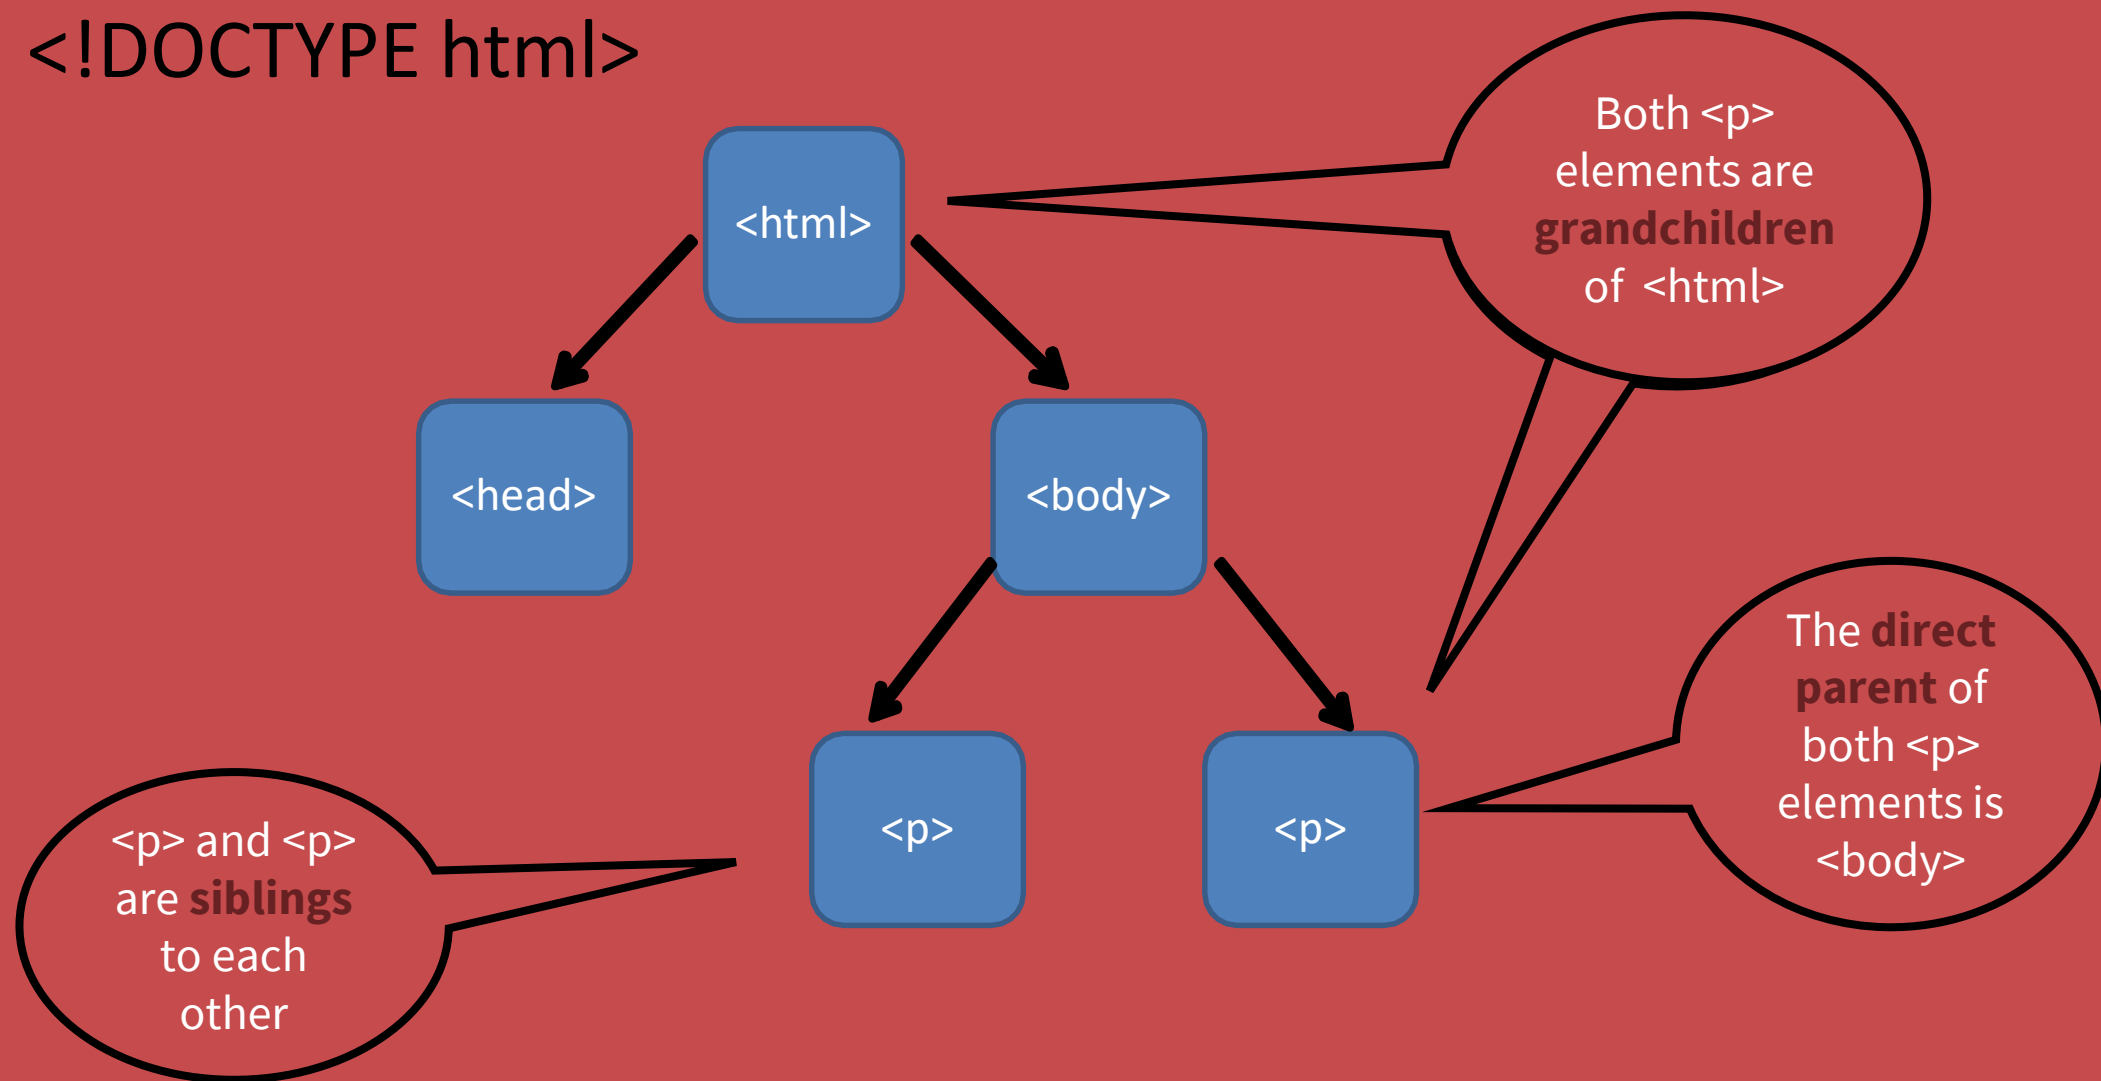 <!DOCTYPE html>
Both <p>
elements are
grandchildren
of <html>
<html>
<head>
<body>
The direct
parent of
both <p>
elements is
<body>
<p>
<p>
<p> and <p>
are siblings
to each
other